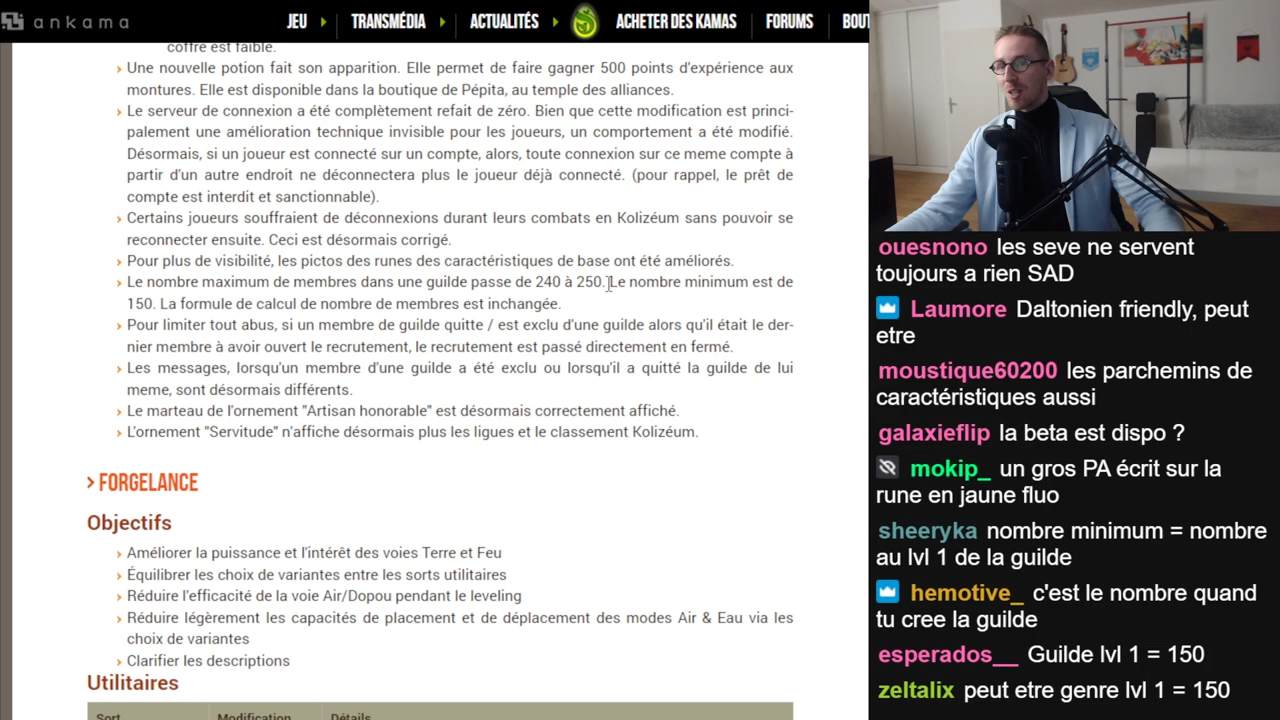 ankama
JEU
TRANSMÉDIA
ACTUALITÉS
ACHETER DES KAMAS
FORUMS
BOUT
coffre est faible.
› Une nouvelle potion fait son apparition. Elle permet de faire gagner 500 points d'expérience aux
montures. Elle est disponible dans la boutique de Pépita, au temple des alliances.
› Le serveur de connexion a été complètement refait de zéro. Bien que cette modification est princi-
palement une amélioration technique invisible pour les joueurs, un comportement a été modifié.
Désormais, si un joueur est connecté sur un compte, alors, toute connexion sur ce meme compte à
partir d'un autre endroit ne déconnectera plus le joueur déjà connecté. (pour rappel, le prêt de
compte est interdit et sanctionnable).
› Certains joueurs souffraient de déconnexions durant leurs combats en Kolizéum sans pouvoir se
reconnecter ensuite. Ceci est désormais corrigé.
› Pour plus de visibilité, les pictos des runes des caractéristiques de base ont été améliorés.
› Le nombre maximum de membres dans une guilde passe de 240 à 250. Le nombre minimum est de
150. La formule de calcul de nombre de membres est inchangée.
› Pour limiter tout abus, si un membre de guilde quitte / est exclu d'une guilde alors qu'il était le der-
nier membre à avoir ouvert le recrutement, le recrutement est passé directement en fermé.
› Les messages, lorsqu'un membre d'une guilde a été exclu ou lorsqu'il a quitté la guilde de lui
meme, sont désormais différents.
› Le marteau de l'ornement "Artisan honorable" est désormais correctement affiché.
› L'ornement "Servitude" n'affiche désormais plus les ligues et le classement Kolizéum.
› FORGELANCE
Objectifs
› Améliorer la puissance et l'intérêt des voies Terre et Feu
› Équilibrer les choix de variantes entre les sorts utilitaires
› Réduire l'efficacité de la voie Air/Dopou pendant le leveling
› Réduire légèrement les capacités de placement et de déplacement des modes Air & Eau via les
choix de variantes
› Clarifier les descriptions
Utilitaires
Sort
Modification
Détails
ouesnono les seve ne servent
toujours a rien SAD
Laumore Daltonien friendly, peut
etre
moustique60200 les parchemins de
caractéristiques aussi
galaxieflip la beta est dispo ?
mokip_ un gros PA écrit sur la
rune en jaune fluo
sheeryka nombre minimum = nombre
au lvl 1 de la guilde
hemotive_ c'est le nombre quand
tu cree la guilde
esperados__ Guilde lvl 1 = 150
zeltalix peut etre genre lvl 1 = 150